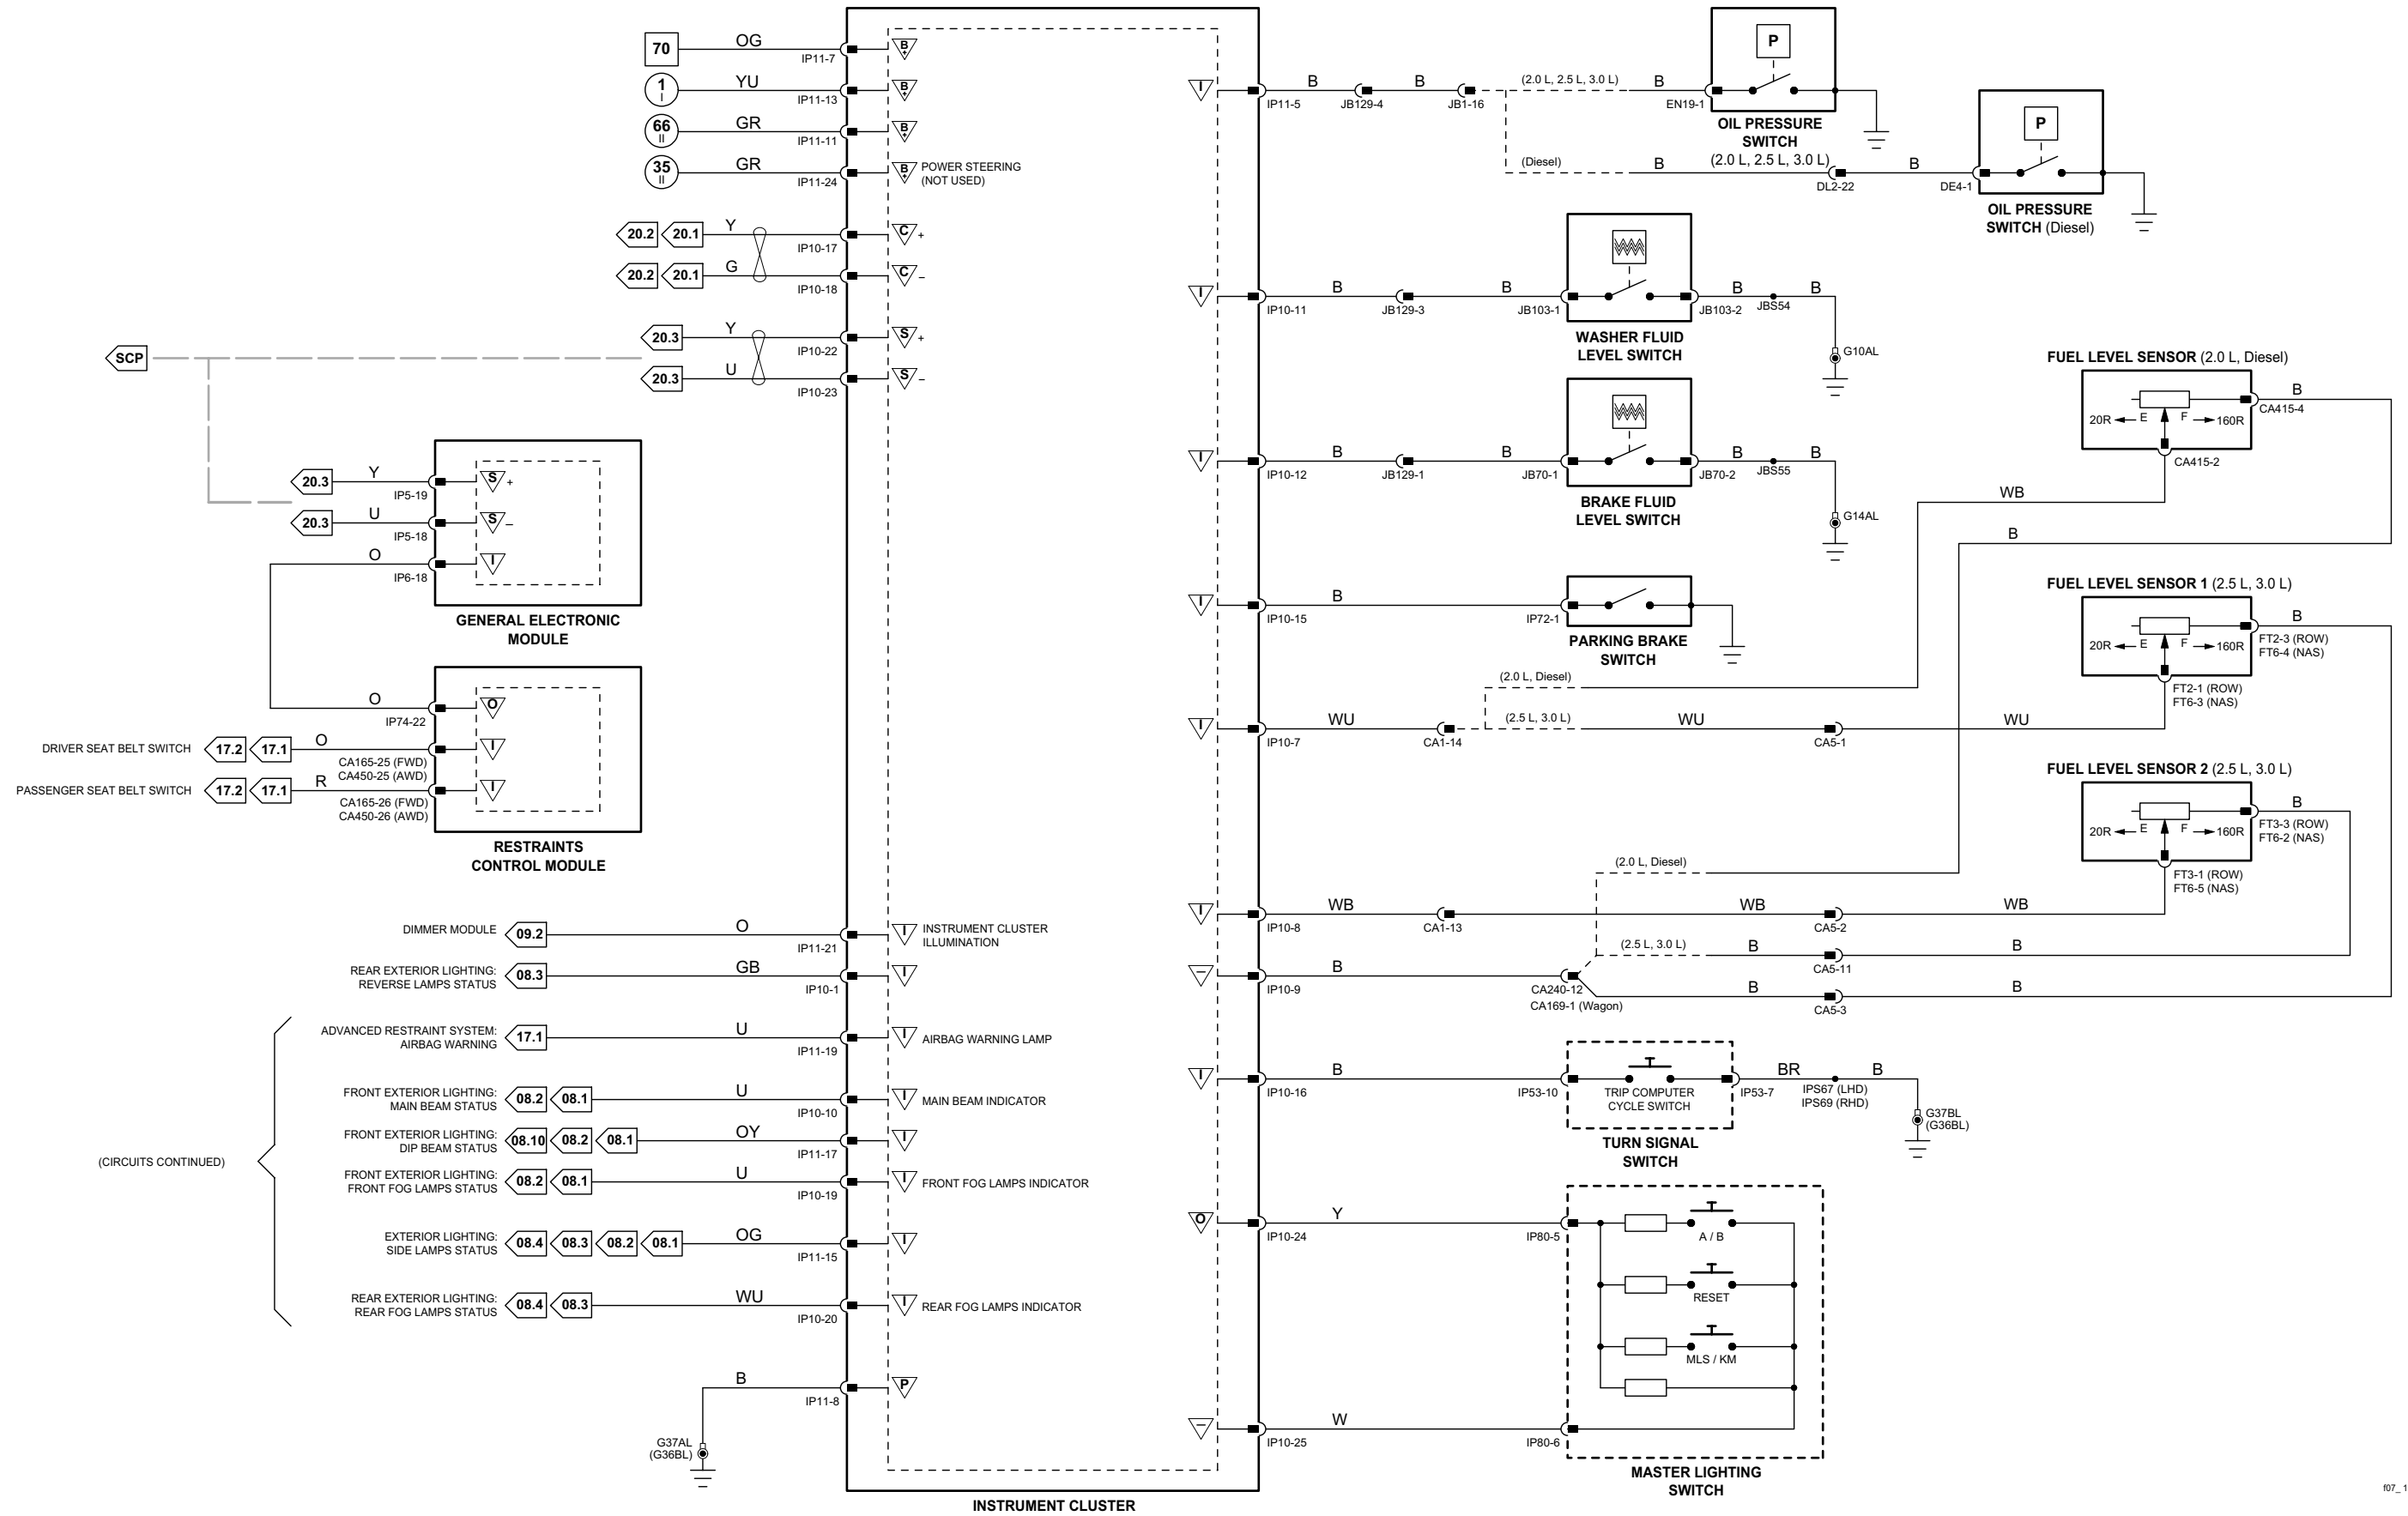 70
OG
IP11-7
B+
1
I
YU
IP11-13
B+
66
II
GR
IP11-11
B+
35
II
GR
IP11-24
B+
POWER STEERING
(NOT USED)
20.2
20.1
Y
IP10-17
C
+
20.2
20.1
G
IP10-18
C
–
20.3
Y
IP10-22
S
+
SCP
20.3
U
IP10-23
S
–
20.3
Y
IP5-19
S
+
20.3
U
IP5-18
S
–
O
IP6-18
I
GENERAL ELECTRONIC
MODULE
O
IP74-22
O
DRIVER SEAT BELT SWITCH
17.2
17.1
O
CA165-25 (FWD)
CA450-25 (AWD)
I
PASSENGER SEAT BELT SWITCH
17.2
17.1
R
CA165-26 (FWD)
CA450-26 (AWD)
I
RESTRAINTS
CONTROL MODULE
DIMMER MODULE
09.2
O
IP11-21
I
INSTRUMENT CLUSTER
ILLUMINATION
REAR EXTERIOR LIGHTING:
REVERSE LAMPS STATUS
08.3
GB
IP10-1
I
(CIRCUITS CONTINUED)
ADVANCED RESTRAINT SYSTEM:
AIRBAG WARNING
17.1
U
IP11-19
I
AIRBAG WARNING LAMP
FRONT EXTERIOR LIGHTING:
MAIN BEAM STATUS
08.2
08.1
U
IP10-10
I
MAIN BEAM INDICATOR
FRONT EXTERIOR LIGHTING:
DIP BEAM STATUS
08.10
08.2
08.1
OY
IP11-17
I
FRONT EXTERIOR LIGHTING:
FRONT FOG LAMPS STATUS
08.2
08.1
U
IP10-19
I
FRONT FOG LAMPS INDICATOR
EXTERIOR LIGHTING:
SIDE LAMPS STATUS
08.4
08.3
08.2
08.1
OG
IP11-15
I
REAR EXTERIOR LIGHTING:
REAR FOG LAMPS STATUS
08.4
08.3
WU
IP10-20
I
REAR FOG LAMPS INDICATOR
B
IP11-8
P
G37AL
(G36BL)
INSTRUMENT CLUSTER
I
IP11-5
B
JB129-4
B
JB1-16
(2.0 L, 2.5 L, 3.0 L)
B
EN19-1
P
OIL PRESSURE
SWITCH
(2.0 L, 2.5 L, 3.0 L)
(Diesel)
B
DL2-22
B
DE4-1
P
OIL PRESSURE
SWITCH (Diesel)
I
IP10-11
B
JB129-3
B
JB103-1
JB103-2
B
JBS54
B
G10AL
WASHER FLUID
LEVEL SWITCH
I
IP10-12
B
JB129-1
B
JB70-1
JB70-2
B
JBS55
B
G14AL
BRAKE FLUID
LEVEL SWITCH
I
IP10-15
B
IP72-1
PARKING BRAKE
SWITCH
FUEL LEVEL SENSOR (2.0 L, Diesel)
20R
E
F
160R
B
CA415-4
CA415-2
WB
B
FUEL LEVEL SENSOR 1 (2.5 L, 3.0 L)
20R
E
F
160R
B
FT2-3 (ROW)
FT6-4 (NAS)
FT2-1 (ROW)
FT6-3 (NAS)
(2.0 L, Diesel)
I
IP10-7
WU
CA1-14
(2.5 L, 3.0 L)
WU
CA5-1
WU
FUEL LEVEL SENSOR 2 (2.5 L, 3.0 L)
20R
E
F
160R
B
FT3-3 (ROW)
FT6-2 (NAS)
FT3-1 (ROW)
FT6-5 (NAS)
(2.0 L, Diesel)
I
IP10-8
WB
CA1-13
WB
CA5-2
WB
(2.5 L, 3.0 L)
B
CA5-11
B
–
IP10-9
B
CA240-12
CA169-1 (Wagon)
B
CA5-3
B
I
IP10-16
B
IP53-10
TRIP COMPUTER
CYCLE SWITCH
IP53-7
BR
IPS67 (LHD)
IPS69 (RHD)
B
G37BL
(G36BL)
TURN SIGNAL
SWITCH
O
IP10-24
Y
IP80-5
A / B
RESET
MLS / KM
–
IP10-25
W
IP80-6
MASTER LIGHTING
SWITCH
f07_ 1